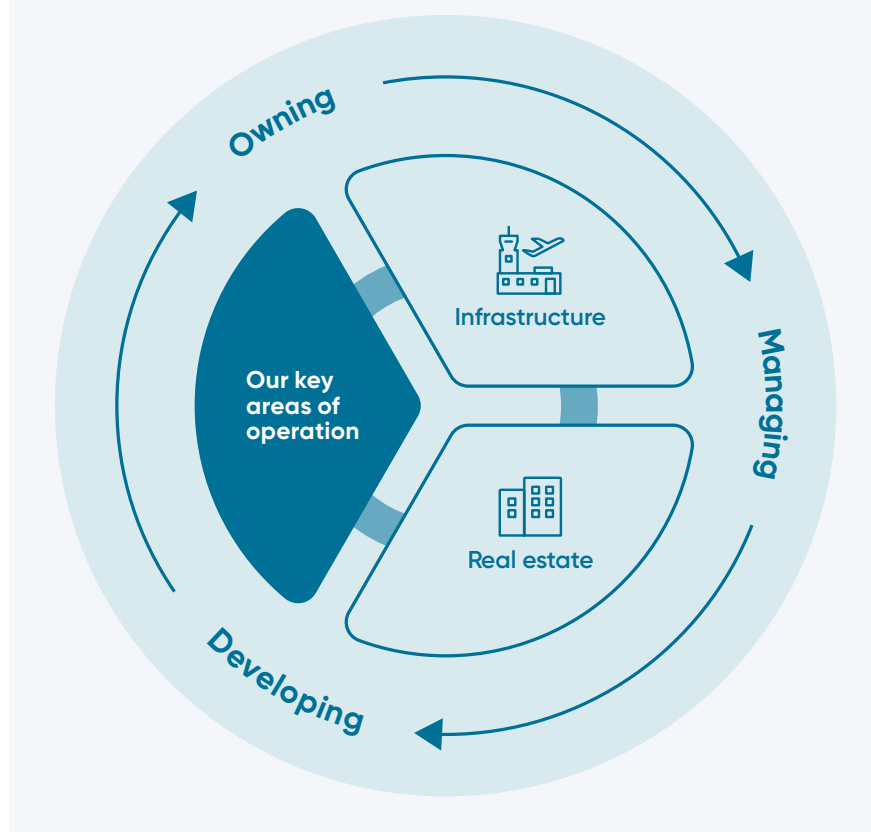 Owning
Infrastructure
Managing
Our key
areas of
operation
Real estate
Developing